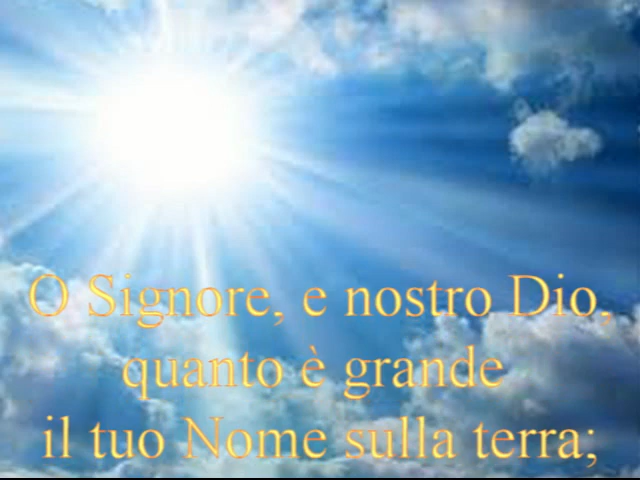 O Signore, e nostro Dio,
quanto è grande
il tuo Nome sulla terra;